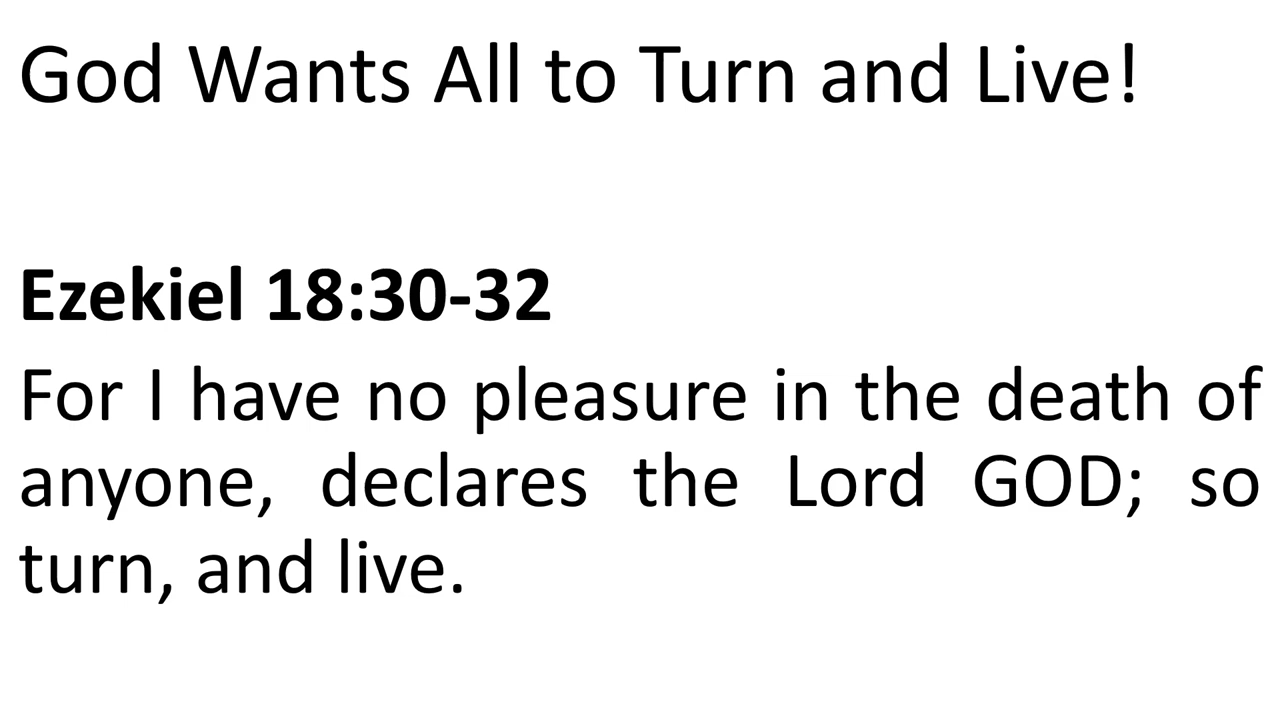 God Wants All to Turn and Live!
Ezekiel 18:30-32
For I have no pleasure in the death of
anyone, declares the Lord GOD; so
turn, and live.